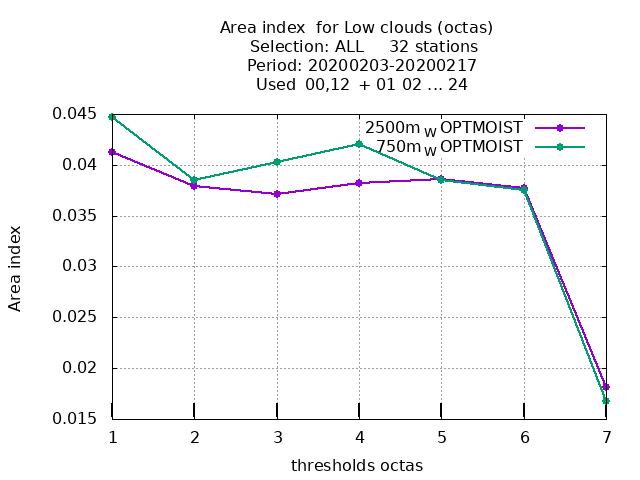 Area index  for Low clouds (octas)
Selection: ALL     32 stations
Period: 20200203-20200217
Used  00,12  + 01 02 ... 24
0.045
0.04
0.035
0.03
0.025
0.02
0.015
Area index
2500m W OPTMOIST
750m W OPTMOIST
1 2 3 4 5 6 7
thresholds octas